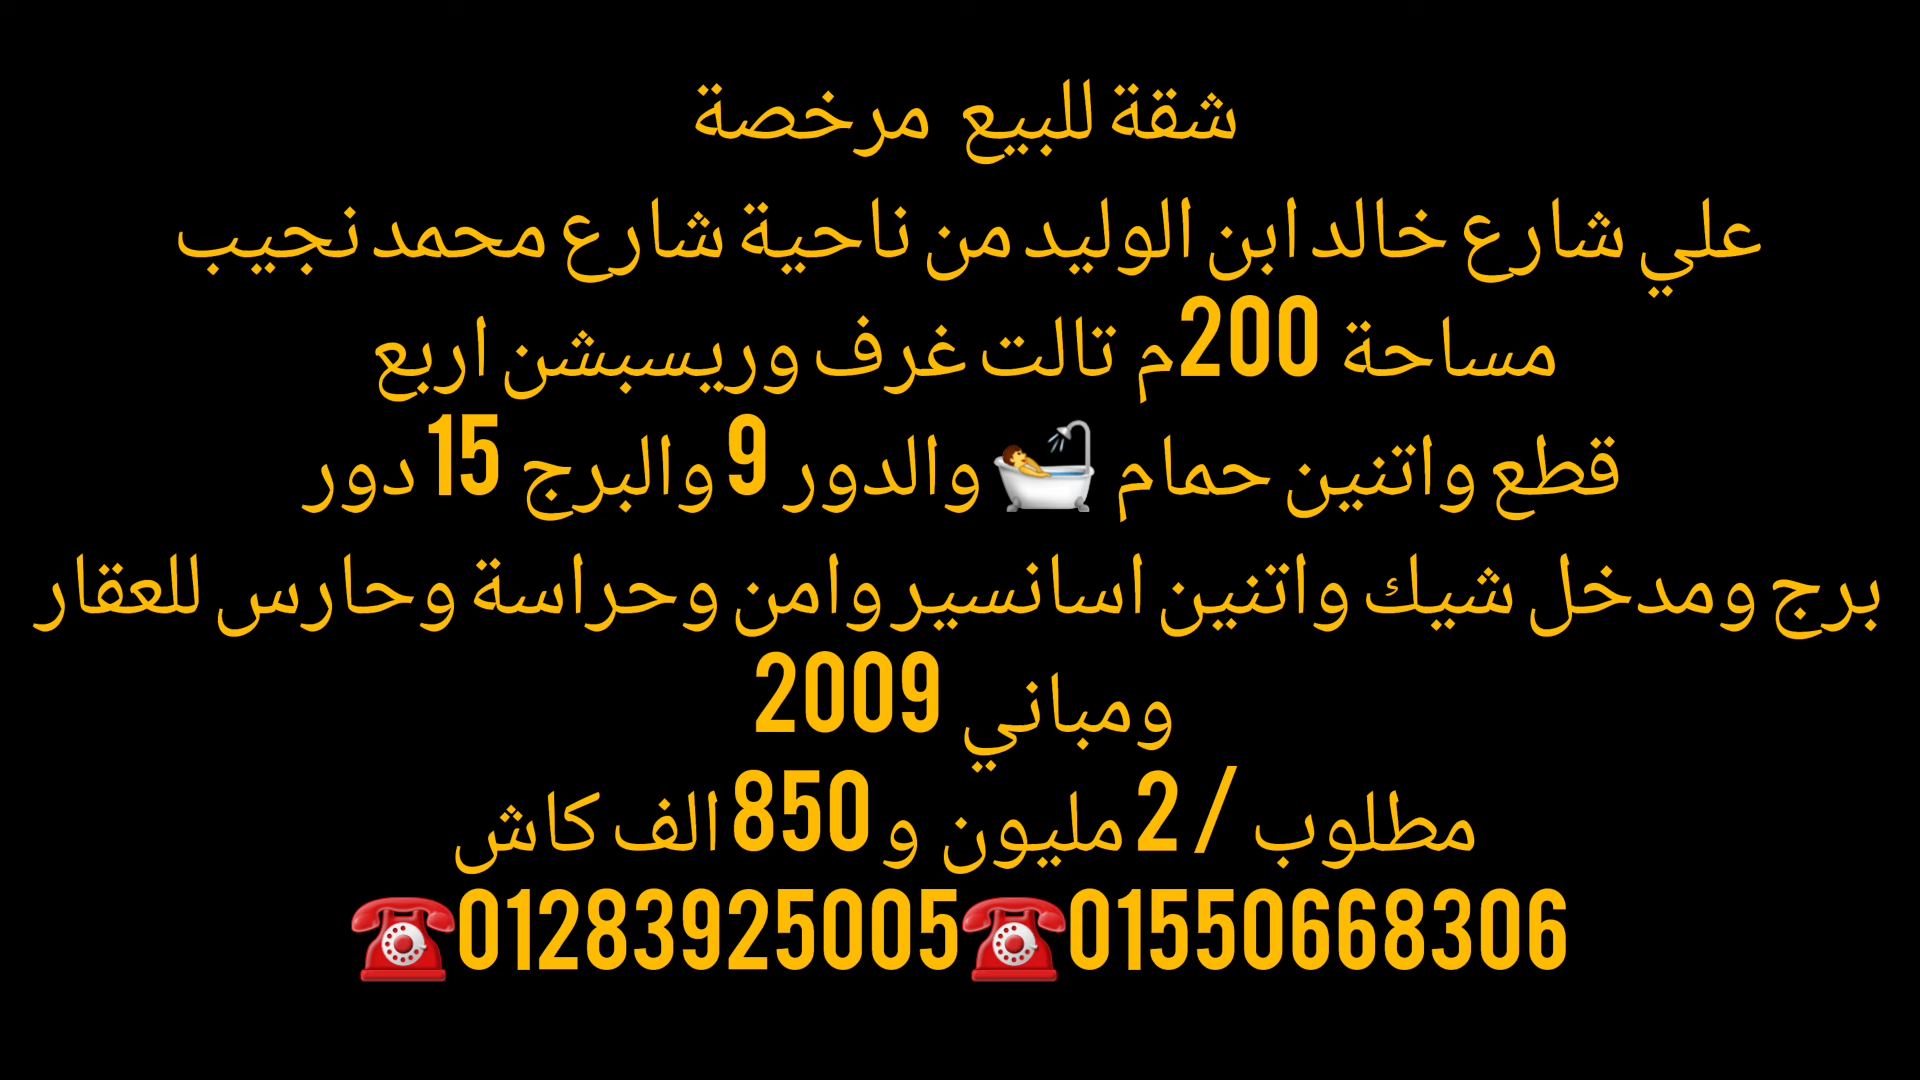 شقة للبيع مرخصة
علي شارع خالد ابن الوليد من ناحية شارع محمد نجيب
مساحة 200م تالت غرف وريسبشن اربع
قطع واتنين حمام 🛀 والدور 9 والبرج 15 دور
برج ومدخل شيك واتنين اسانسير وامن وحراسة وحارس للعقار
ومباني 2009
مطلوب / 2 مليون و 850 الف كاش
☎️01283925005☎️01550668306